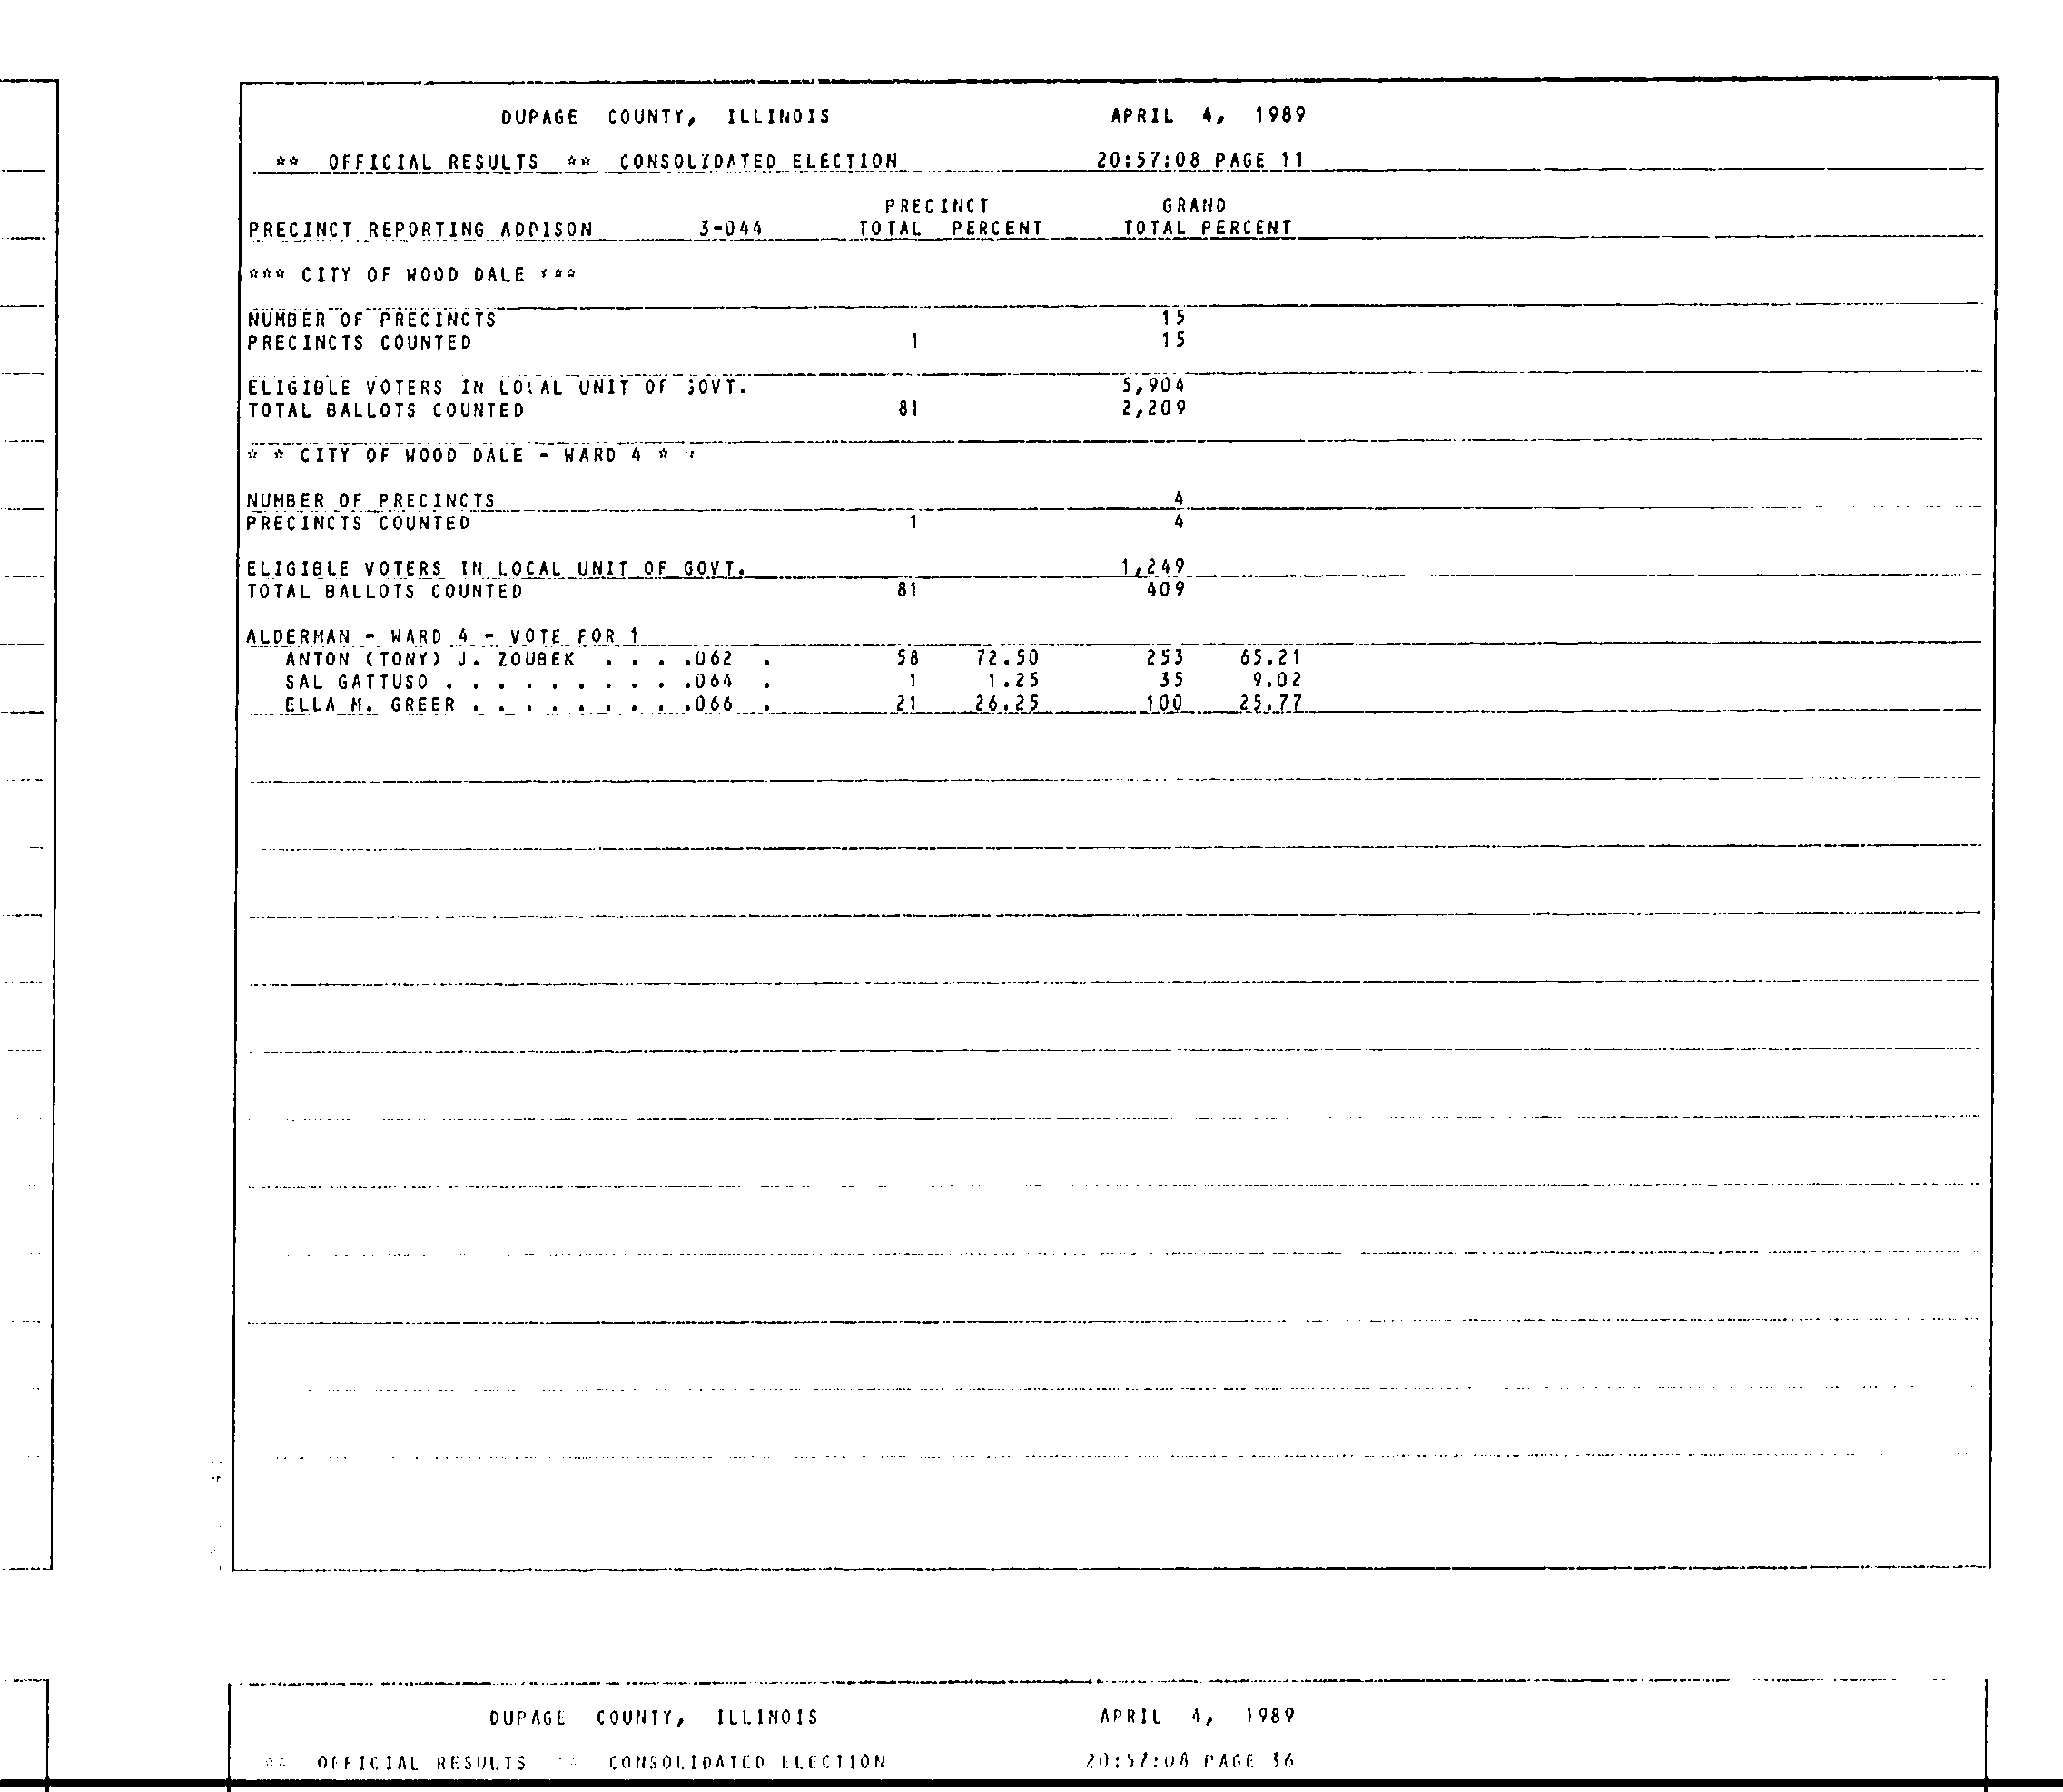 DUPAGE COUNTY, ILLINOIS APRIL 4, 1989
** OFFICIAL RESULTS ** CONSOLIDATED ELECTION 20:57:08 PAGE 11
PRECINCT GRAND
PRECINCT REPORTING ADDISON 3-044 TOTAL PERCENT TOTAL PERCENT
*** CITY OF WOOD DALE ***
NUMBER OF PRECINCTS 15
PRECINCTS COUNTED 1 15
ELIGIBLE VOTERS IN LOCAL UNIT OF GOVT. 5,904
TOTAL BALLOTS COUNTED 81 2,209
* * CITY OF WOOD DALE - WARD 4 * *
NUMBER OF PRECINCTS 4
PRECINCTS COUNTED 1 4
ELIGIBLE VOTERS IN LOCAL UNIT OF GOVT. 1,249
TOTAL BALLOTS COUNTED 81 409
ALDERMAN - WARD 4 - VOTE FOR 1
ANTON (TONY) J. ZOUBEK . . . .062 . 58 72.50 253 65.21
SAL GATTUSO . . . . . . . . . .064 . 1 1.25 35 9.02
ELLA M. GREER . . . . . . . . .066 . 21 26.25 100 25.77
DUPAGE COUNTY, ILLINOIS APRIL 4, 1989
** OFFICIAL RESULTS ** CONSOLIDATED ELECTION 20:57:08 PAGE 36